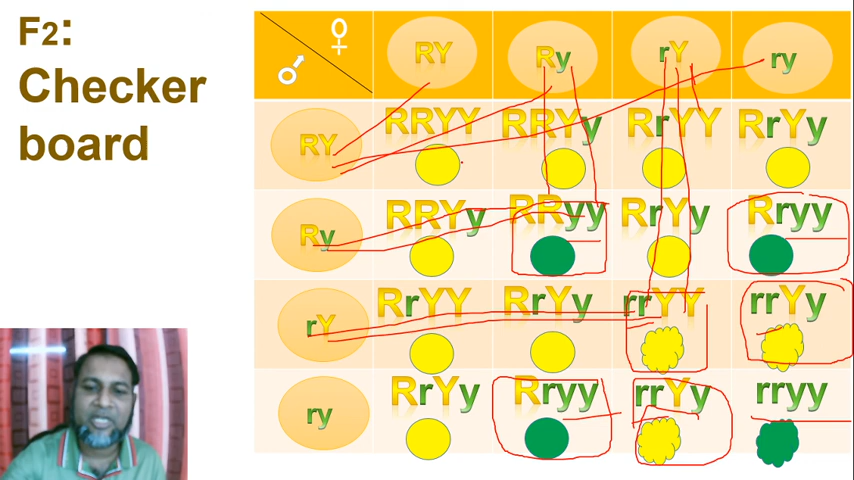 F2:
Checker
board
♂ ♀ RY Ry rY ry
RY RRYY RRYy RrYY RrYy
Ry RRYy RRyy RrYy Rryy
rY RrYY RrYy rrYY rrYy
ry RrYy Rryy rrYy rryy